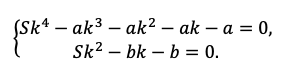 Sk⁴ − ak³ − ak² − ak − a = 0,
Sk² − bk − b = 0.